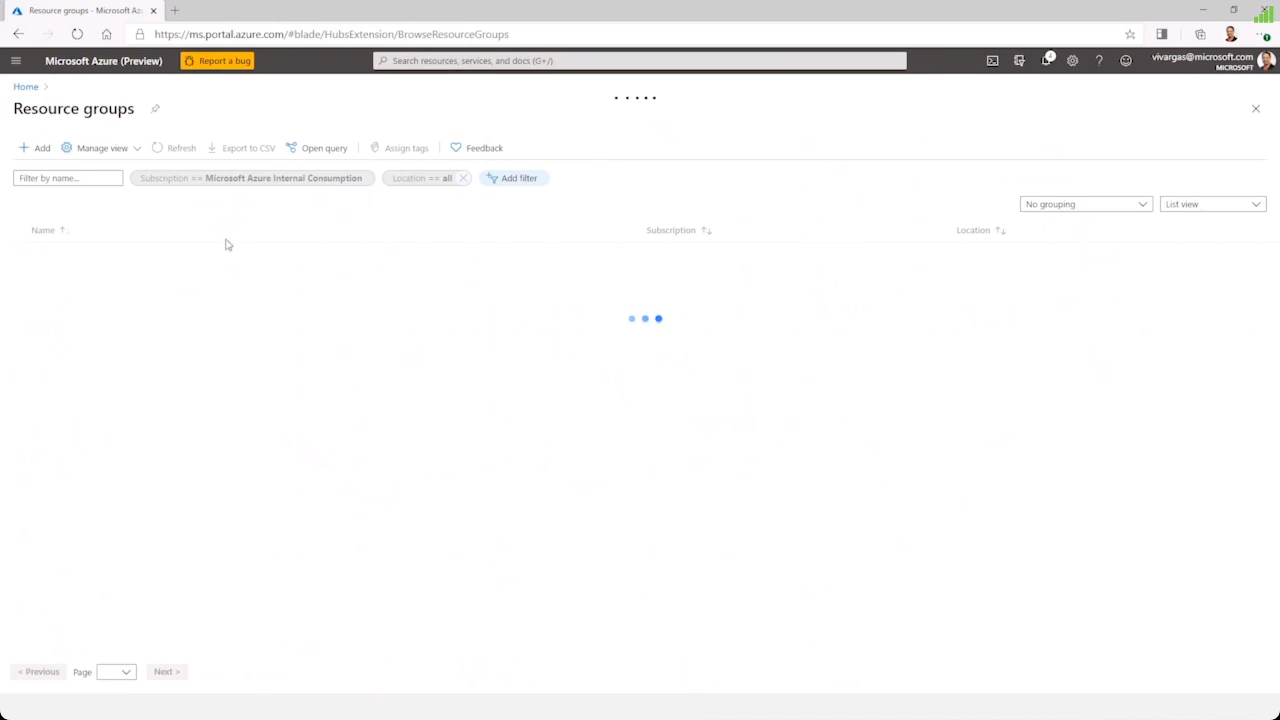 Resource groups - Microsoft Azu
https://ms.portal.azure.com/#blade/HubsExtension/BrowseResourceGroups
Microsoft Azure (Preview)
Report a bug
Search resources, services, and docs (G+/)
1
vivargas@microsoft.com
MICROSOFT
Home
Resource groups
Add
Manage view
Refresh
Export to CSV
Open query
Assign tags
Feedback
Filter by name...
Subscription == Microsoft Azure Internal Consumption
Location == all
Add filter
No grouping
List view
Name
Subscription
Location
< Previous
Page
Next >